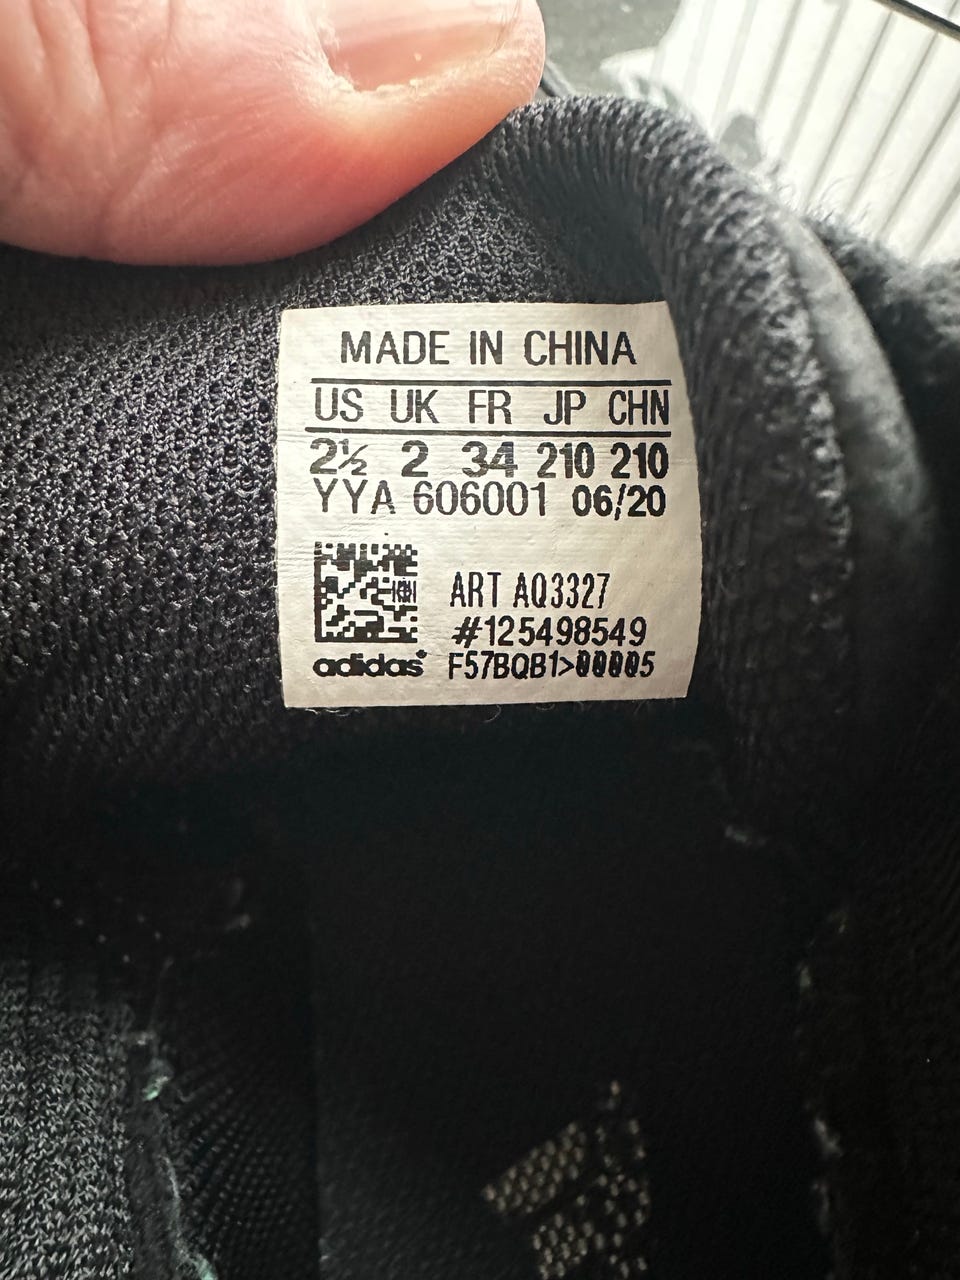 MADE IN CHINA
US UK FR JP CHN
2½ 2 34 210 210
YYA 606001 06/20
ART AQ3327
#125498549
adidas® F57BQB1>00005